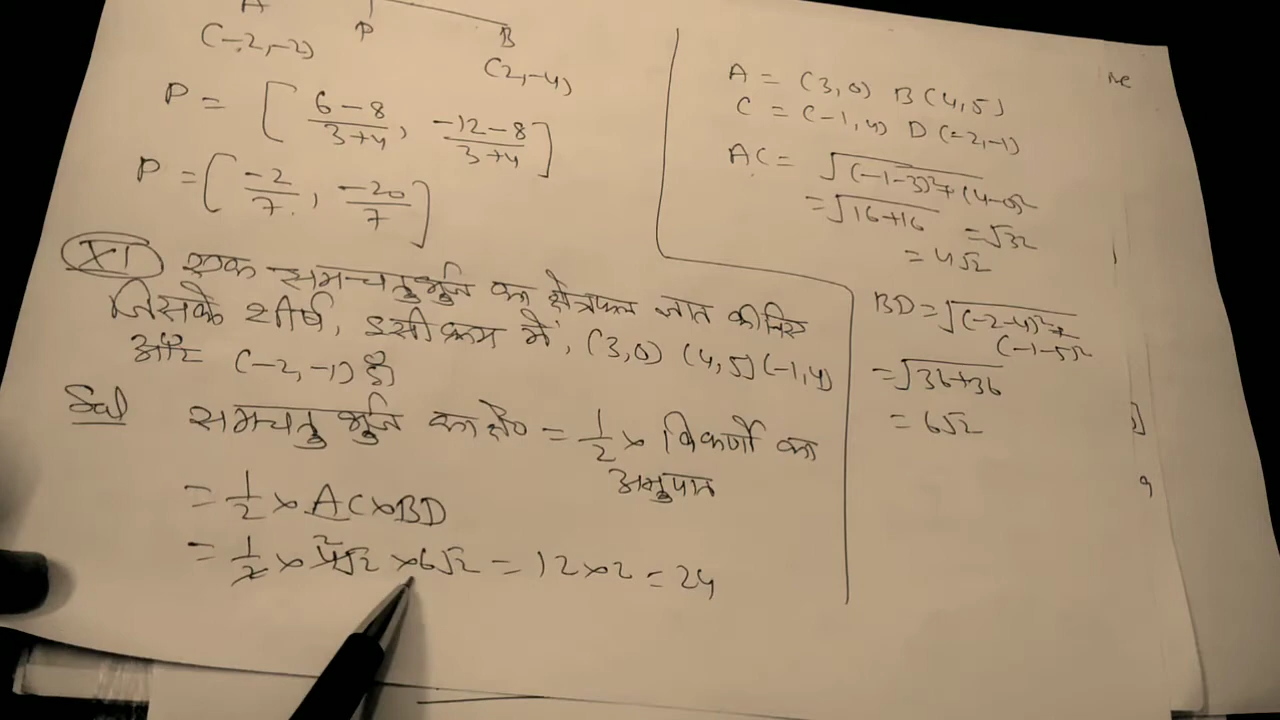 A
P
B
(-2,-2)
(2,-4)
P = [ 6-8/3+4, -12-8/3+4 ]
P = [ -2/7, -20/7 ]
XI एक समचतुर्भुज का क्षेत्रफल ज्ञात कीजिए
जिसके शीर्ष, इसी क्रम में, (3,0) (4,5) (-1,4)
और (-2,-1) है
Sol समचतुर्भुज का क्षे० = 1/2 × विकर्णों का
अनुपात
= 1/2 × AC×BD
= 1/2 × 4√2 ×6√2 = 12×2 = 24
2
A = (3,0) B(4,5)
C = (-1,4) D(-2,-1)
AC = √(-1-3)²+(4-0)²
= √16+16 = √32
= 4√2
BD = √(-2-4)²+
(-1-5)²
= √36+36
= 6√2